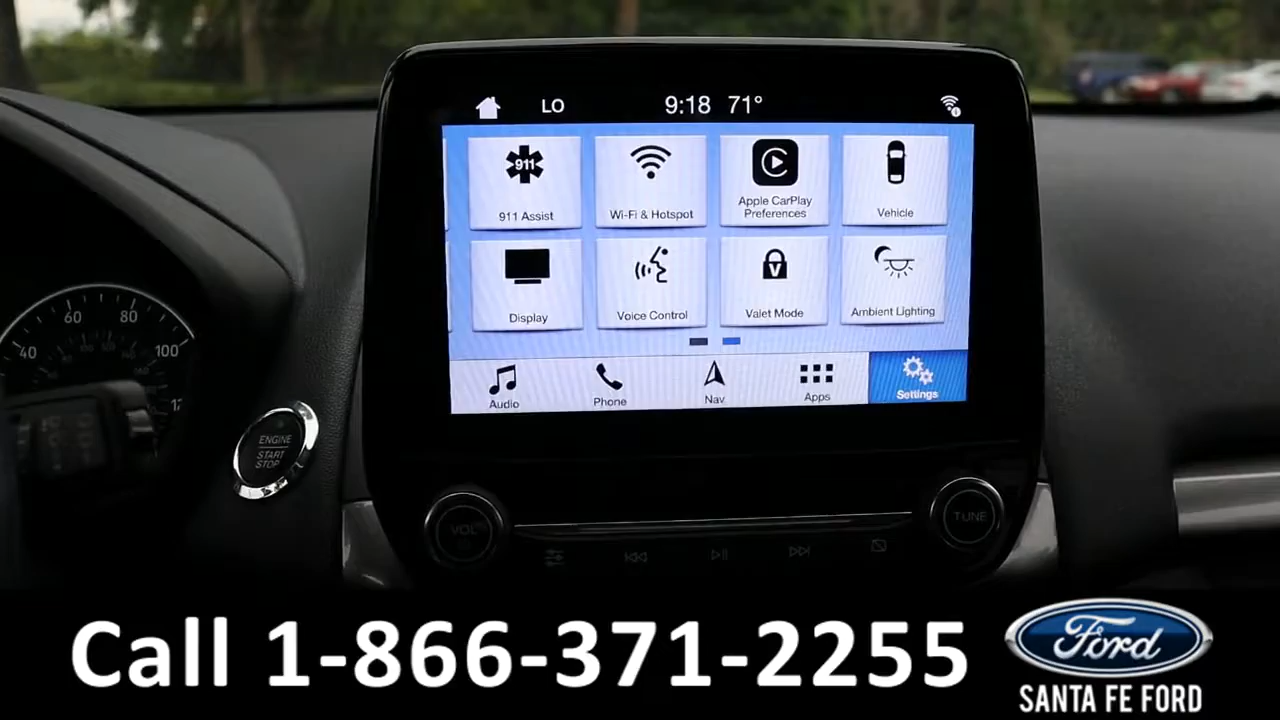 LO 9:18 71°
911
911 Assist Wi-Fi & Hotspot Apple CarPlay Preferences Vehicle
V
Display Voice Control Valet Mode Ambient Lighting
Audio Phone Nav Apps Settings
40 60 80 100
ENGINE
START
STOP
VOL TUNE
Call 1-866-371-2255
Ford
SANTA FE FORD